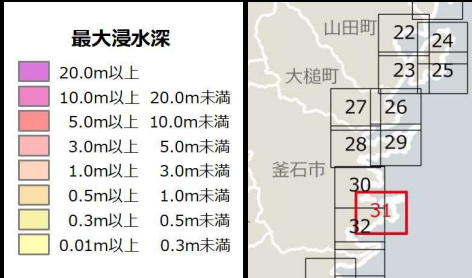 最大浸水深
20.0m以上
10.0m以上 20.0m未満
5.0m以上 10.0m未満
3.0m以上 5.0m未満
1.0m以上 3.0m未満
0.5m以上 1.0m未満
0.3m以上 0.5m未満
0.01m以上 0.3m未満
山田町 22 24
大槌町 23 25
27 26
28 29
釜石市
30
31
32